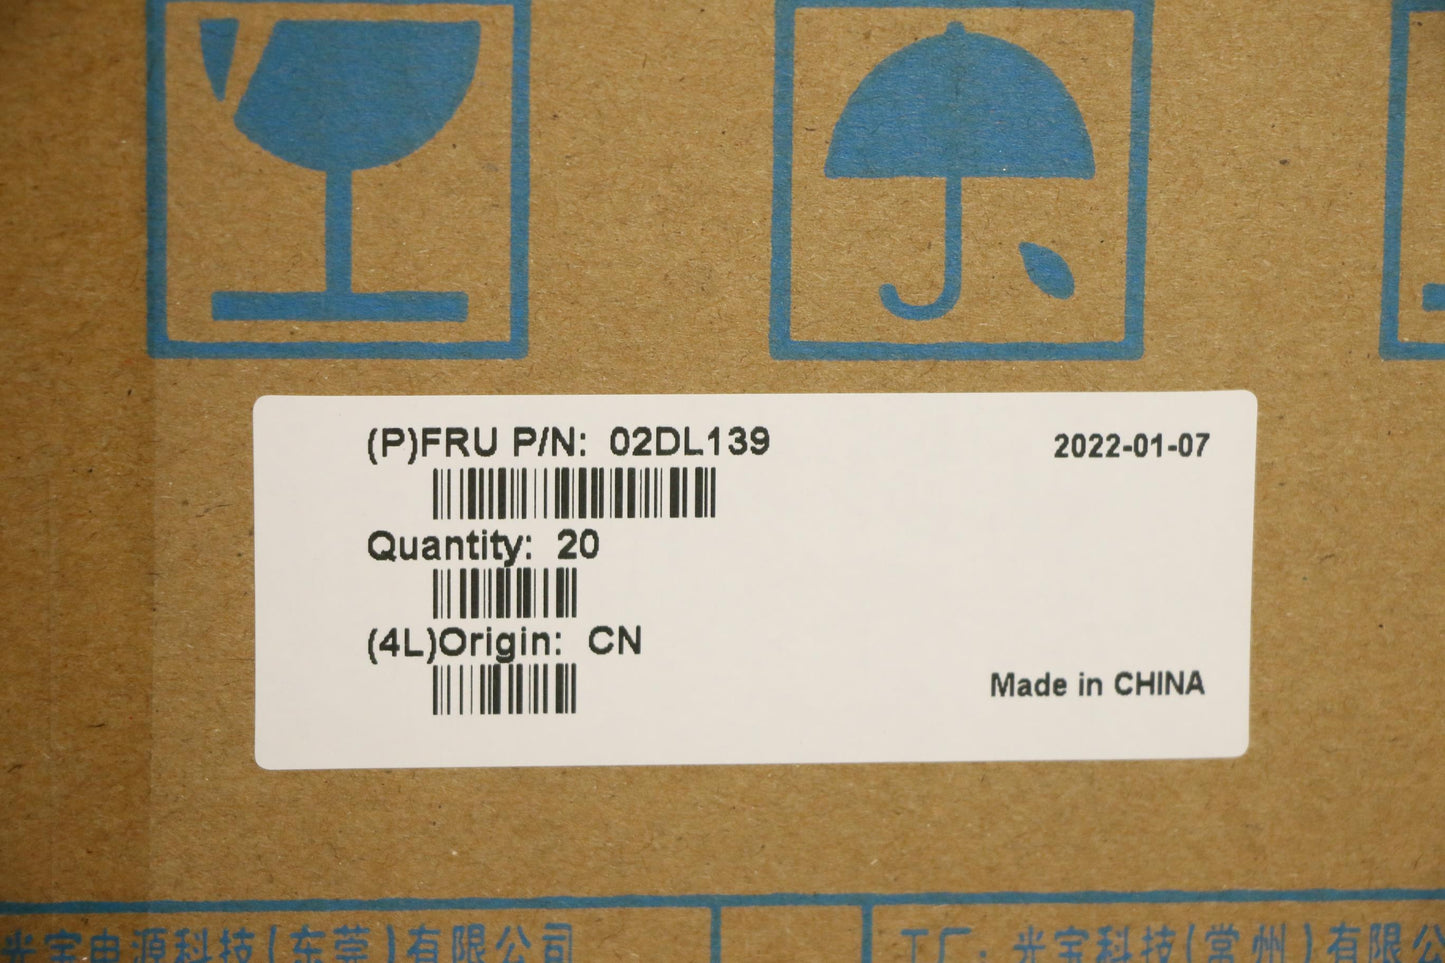 (P)FRU P/N: 02DL139
2022-01-07
Quantity: 20
(4L)Origin: CN
Made in CHINA
光宝电源科技(东莞)有限公司
工厂: 光宝科技(常州)有限公